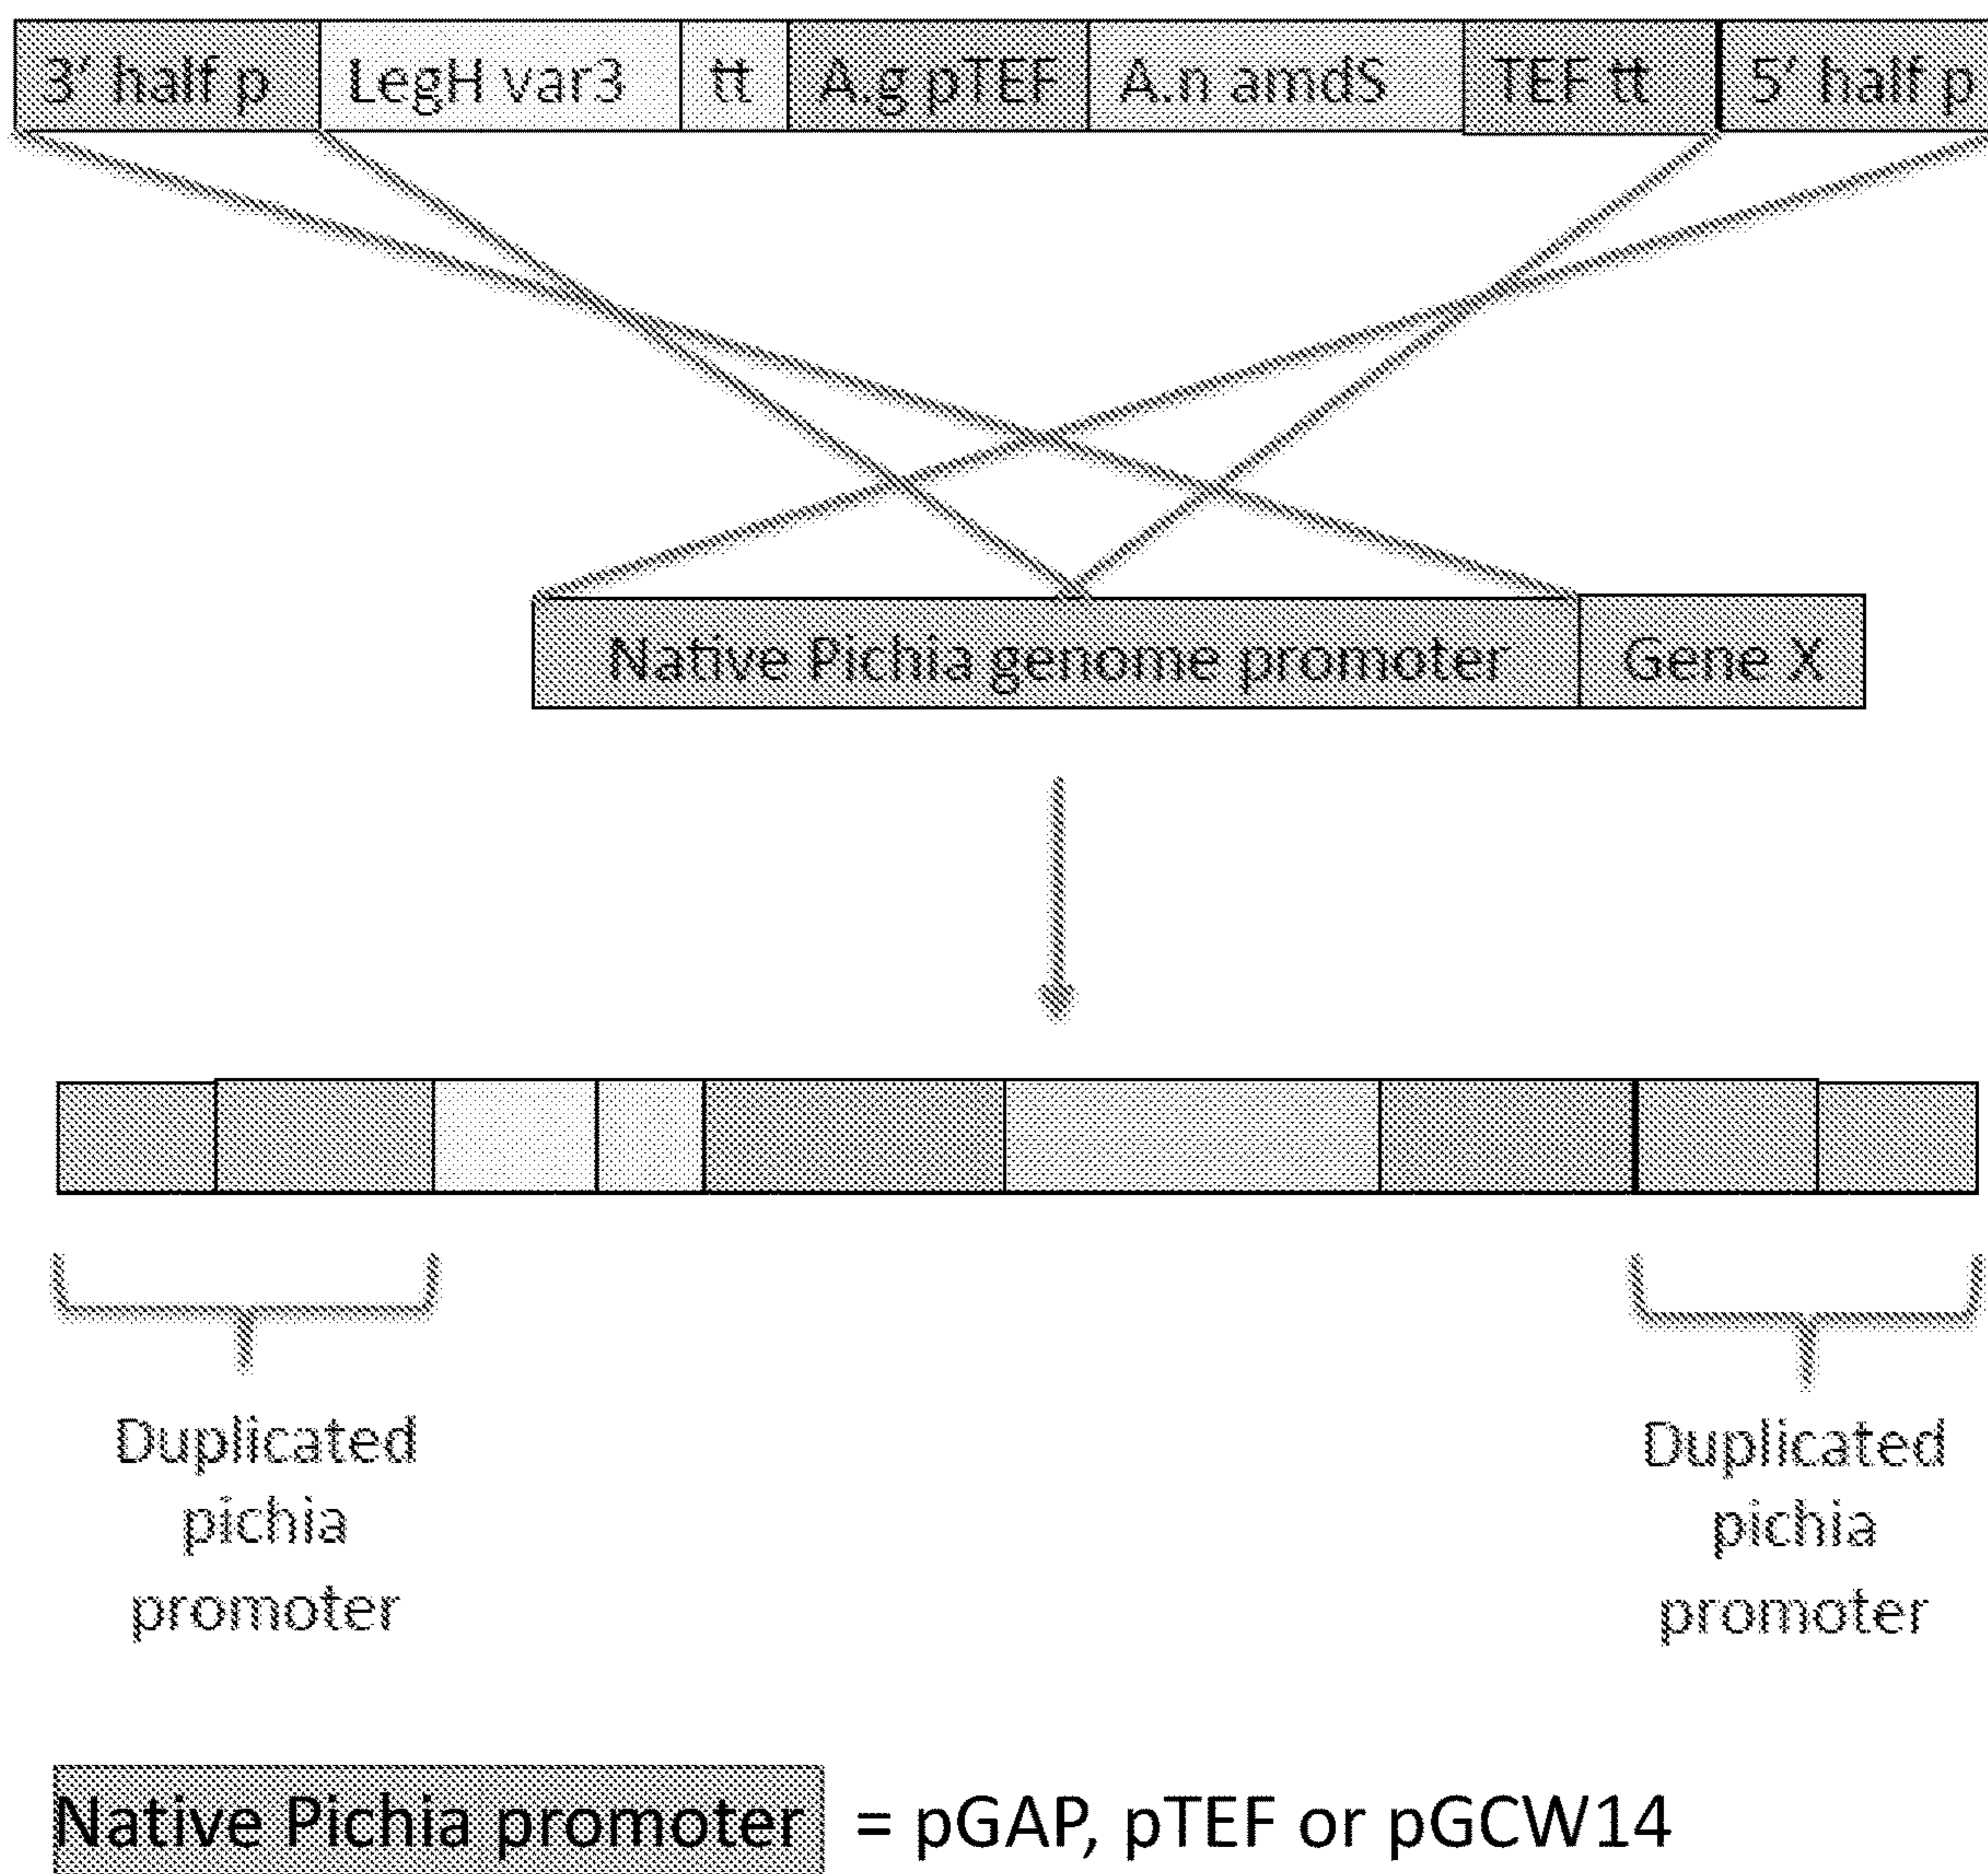 3' half p LegH var3 tt A.g pTEF A.n amdS TEF tt 5' half p
Native Pichia genome promoter Gene X
Duplicated
pichia
promoter
Duplicated
pichia
promoter
Native Pichia promoter = pGAP, pTEF or pGCW14